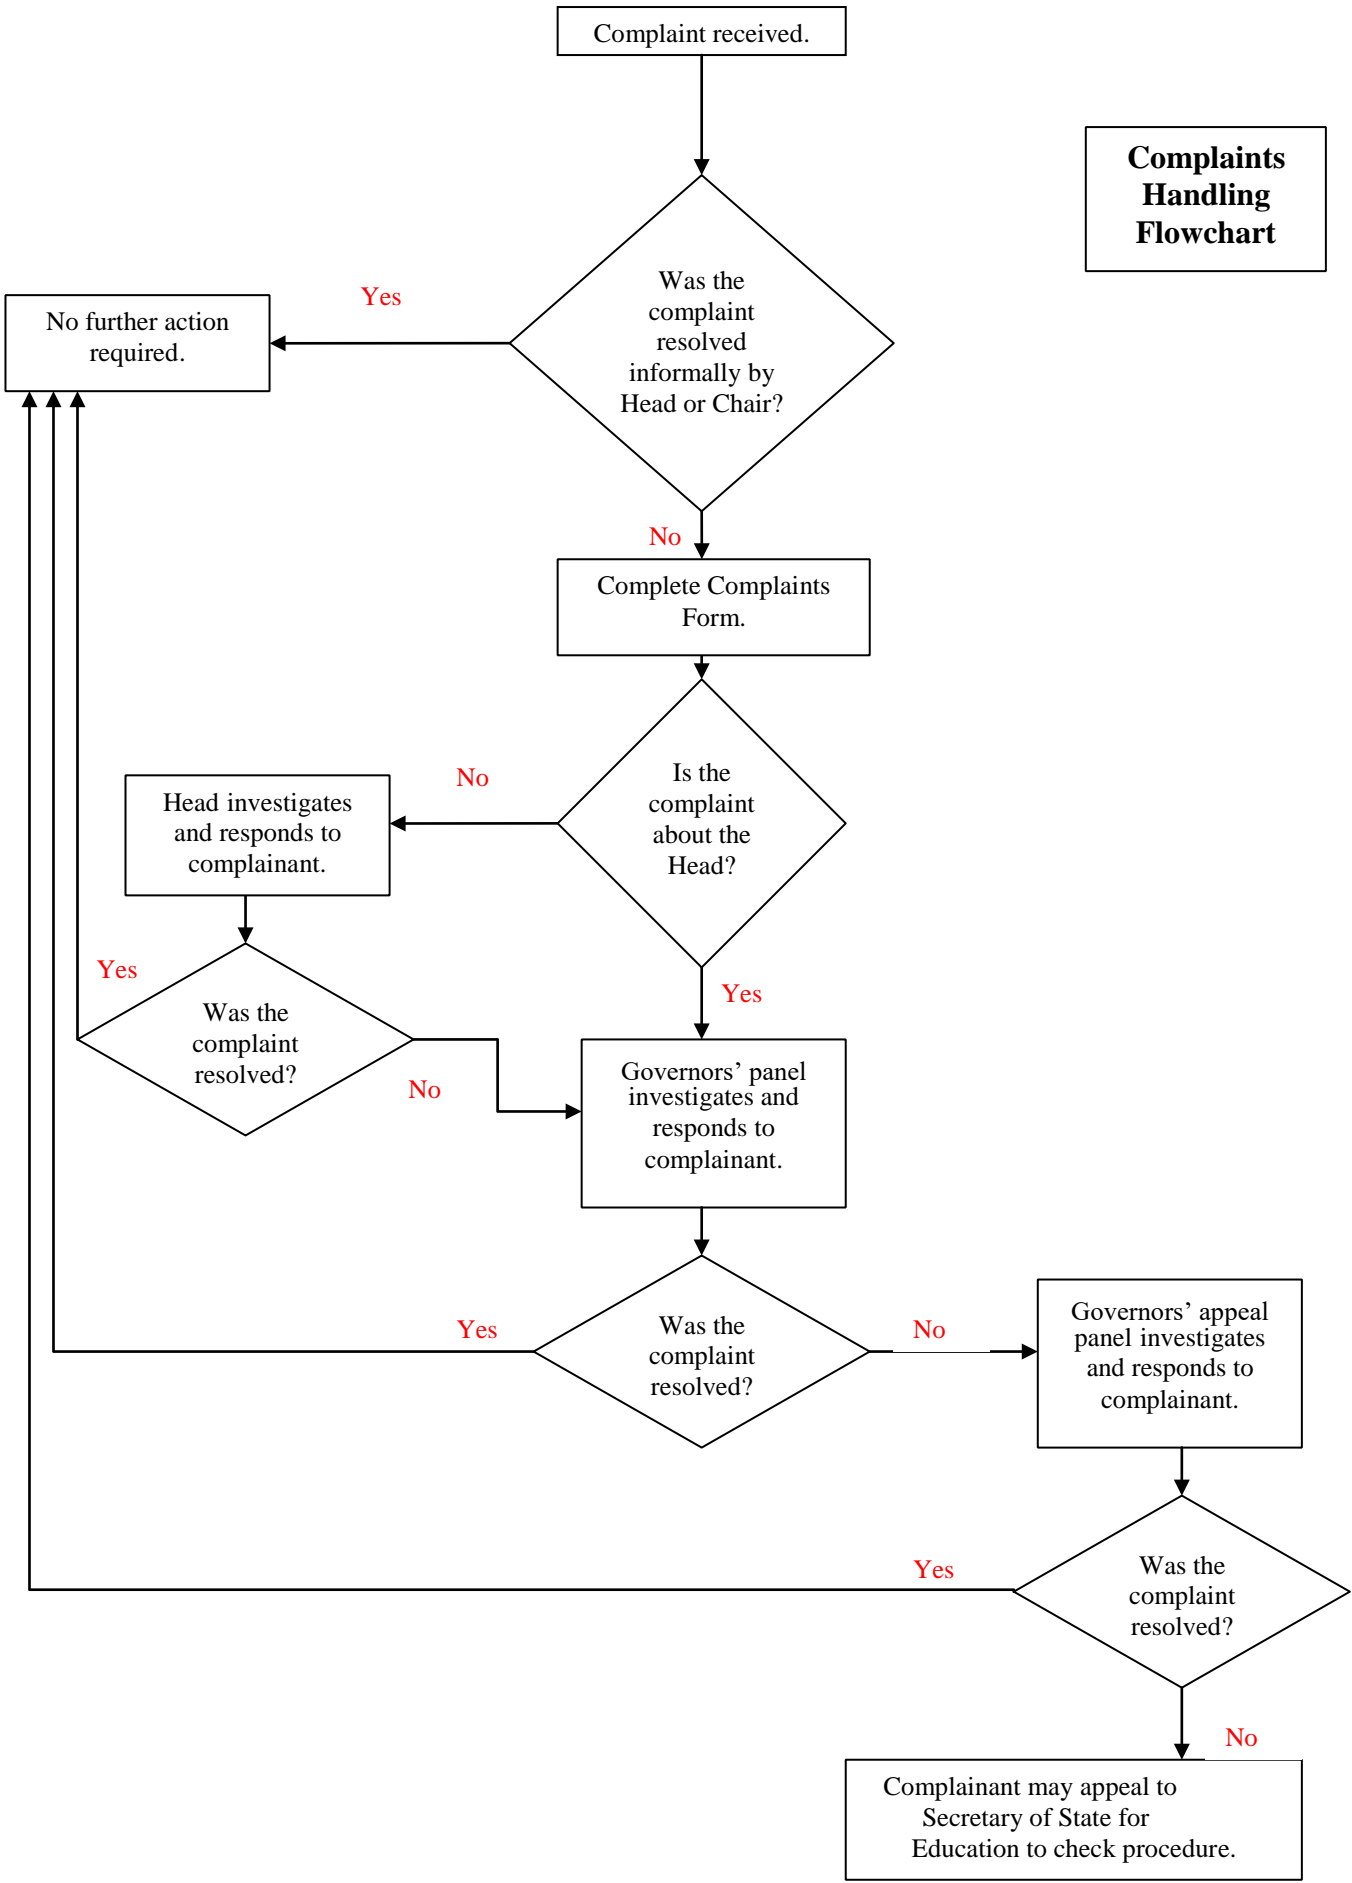 Complaint received.
Complaints
Handling
Flowchart
Was the
complaint
resolved
informally by
Head or Chair?
Yes
No further action
required.
No
Complete Complaints
Form.
Is the
complaint
about the
Head?
No
Head investigates
and responds to
complainant.
Yes
Yes
Was the
complaint
resolved?
No
Governors’ panel
investigates and
responds to
complainant.
Yes
Was the
complaint
resolved?
No
Governors’ appeal
panel investigates
and responds to
complainant.
Yes
Was the
complaint
resolved?
No
Complainant may appeal to
Secretary of State for
Education to check procedure.